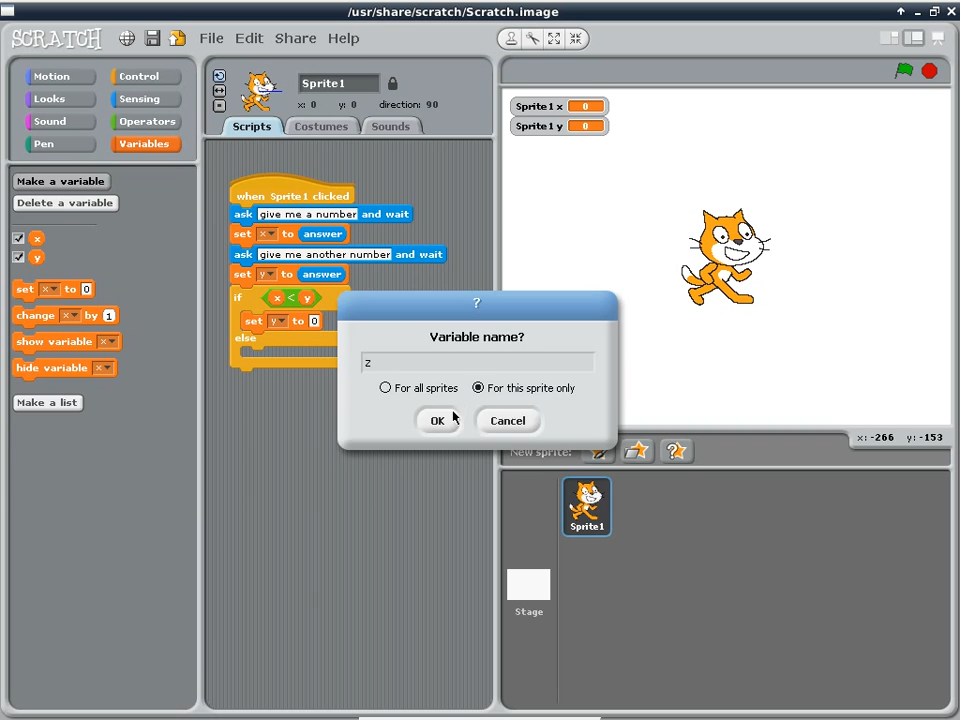 /usr/share/scratch/Scratch.image
SCRATCH File Edit Share Help
Motion Control
Looks Sensing
Sound Operators
Pen Variables
Make a variable
Delete a variable
x
y
set x to 0
change x by 1
show variable x
hide variable x
Make a list
Sprite1
x: 0 y: 0 direction: 90
Scripts Costumes Sounds
when Sprite1 clicked
ask give me a number and wait
set x to answer
ask give me another number and wait
set y to answer
if x < y
set y to 0
else
?
Variable name?
z
For all sprites For this sprite only
OK Cancel
Sprite1 x 0
Sprite1 y 0
x: -266 y: -153
New sprite:
Sprite1
Stage